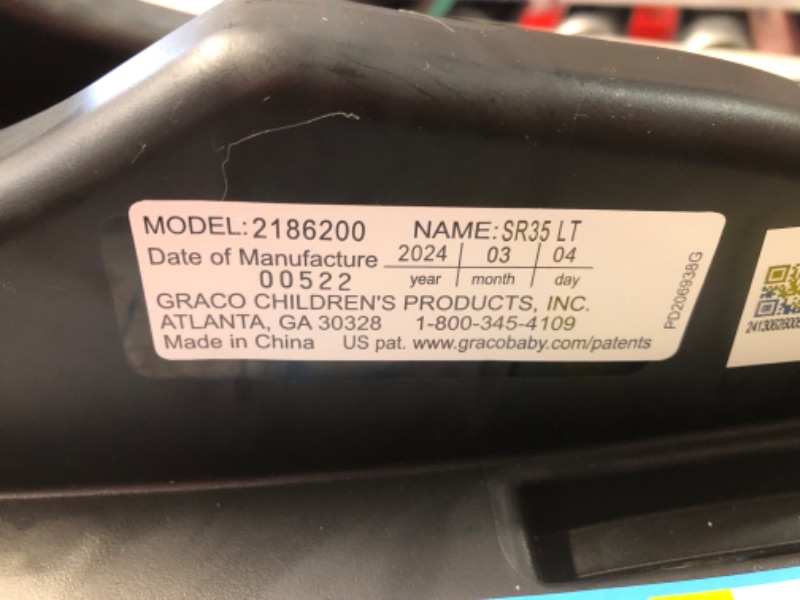 MODEL: 2186200 NAME: SR35 LT
Date of Manufacture 2024 | 03 | 04
00522 year month day
GRACO CHILDREN'S PRODUCTS, INC.
ATLANTA, GA 30328 1-800-345-4109
Made in China US pat. www.gracobaby.com/patents
PD206938G